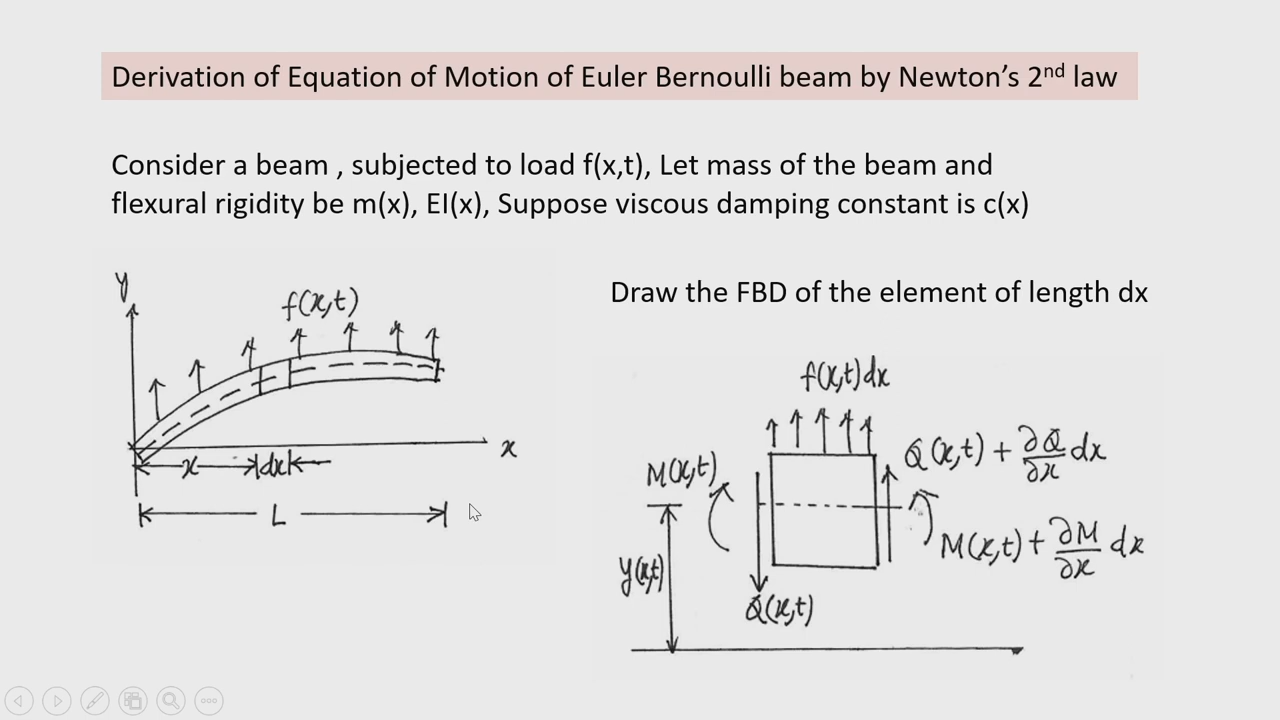 Derivation of Equation of Motion of Euler Bernoulli beam by Newton's 2nd law
Consider a beam , subjected to load f(x,t), Let mass of the beam and
flexural rigidity be m(x), EI(x), Suppose viscous damping constant is c(x)
Draw the FBD of the element of length dx
y
f(x,t)
x
x dx
L
f(x,t)dx
Q(x,t) + ∂Q/∂x dx
M(x,t)
M(x,t) + ∂M/∂x dx
y(x,t)
Q(x,t)